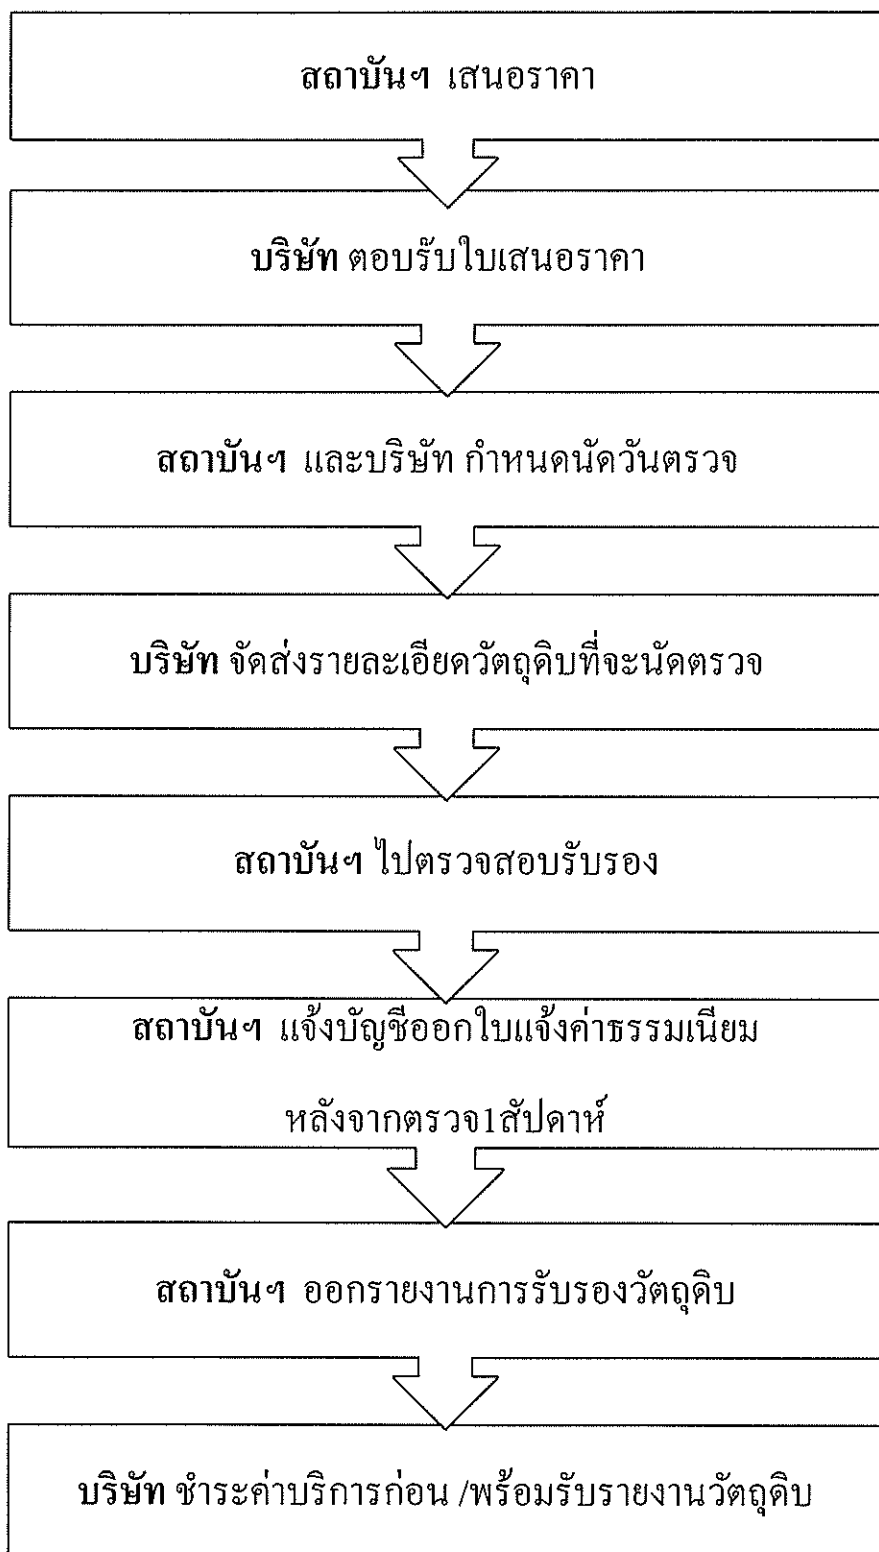 สถาบันฯ เสนอราคา
บริษัท ตอบรับใบเสนอราคา
สถาบันฯ และบริษัท กำหนดนัดวันตรวจ
บริษัท จัดส่งรายละเอียดวัตถุดิบที่จะนัดตรวจ
สถาบันฯ ไปตรวจสอบรับรอง
สถาบันฯ แจ้งบัญชีออกใบแจ้งค่าธรรมเนียม
หลังจากตรวจ1สัปดาห์
สถาบันฯ ออกรายงานการรับรองวัตถุดิบ
บริษัท ชำระค่าบริการก่อน /พร้อมรับรายงานวัตถุดิบ